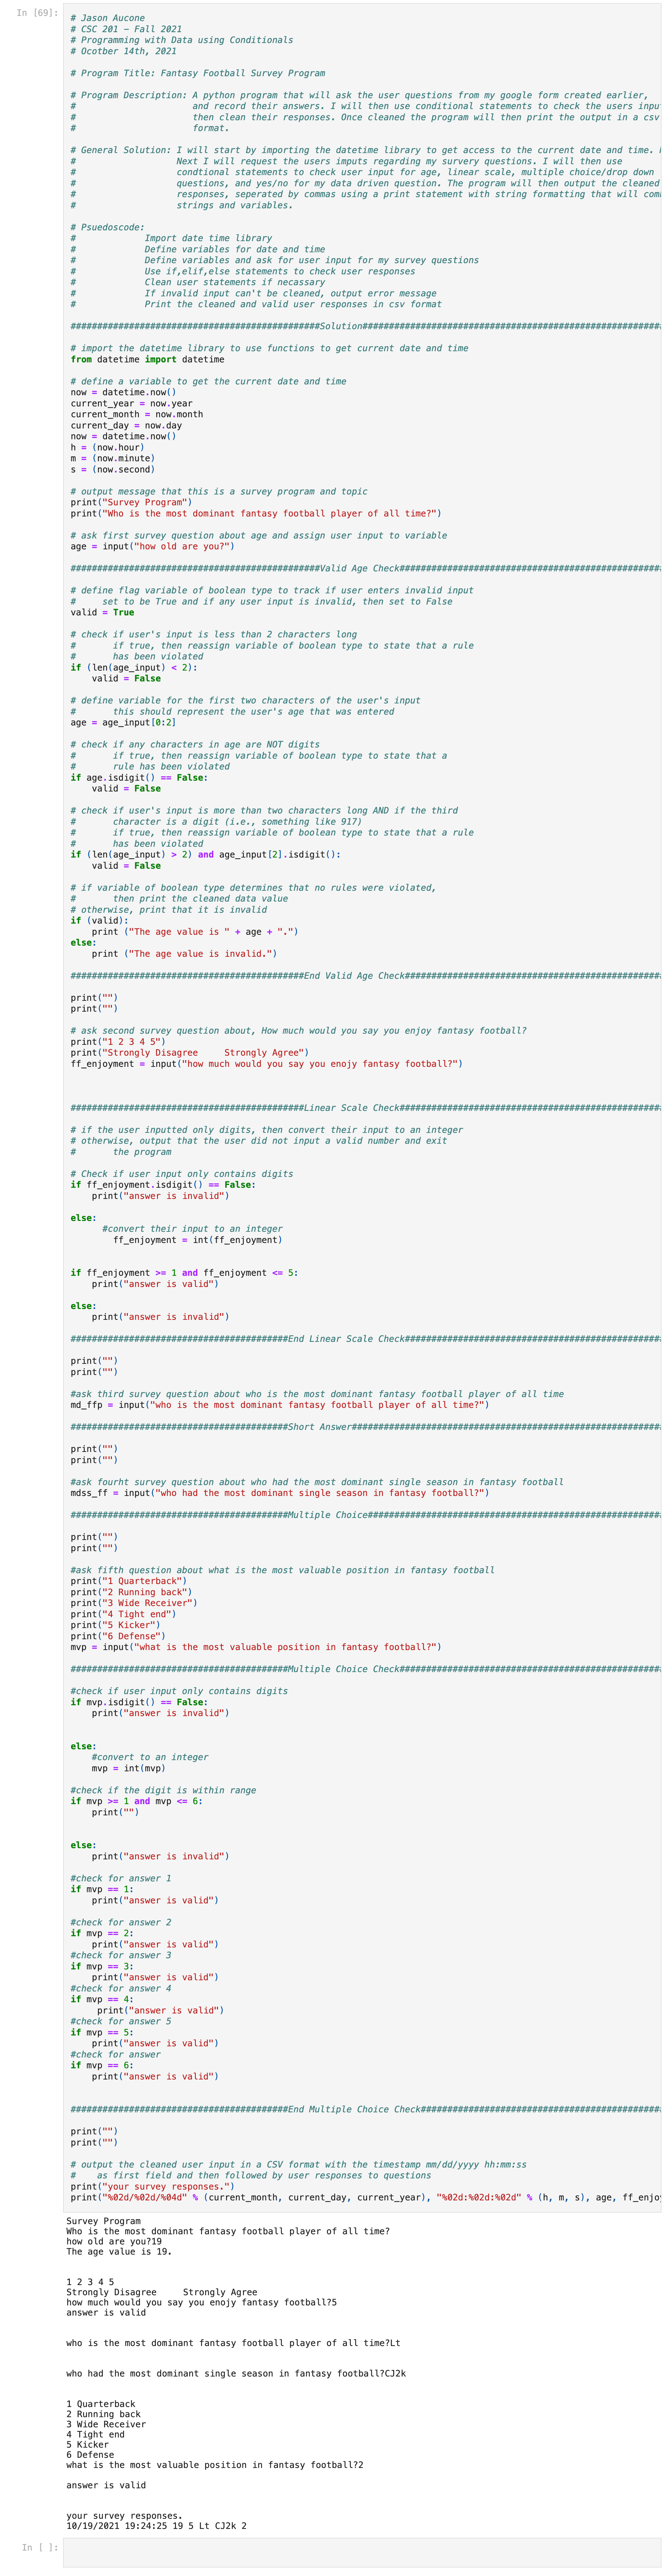 In [69]:
# Jason Aucone
# CSC 201 - Fall 2021
# Programming with Data using Conditionals
# Ocotber 14th, 2021
# Program Title: Fantasy Football Survey Program
# Program Description: A python program that will ask the user questions from my google form created earlier,
# and record their answers. I will then use conditional statements to check the users inpu
# then clean their responses. Once cleaned the program will then print the output in a csv
# format.
# General Solution: I will start by importing the datetime library to get access to the current date and time.
# Next I will request the users imputs regarding my survery questions. I will then use
# condtional statements to check user input for age, linear scale, multiple choice/drop down
# questions, and yes/no for my data driven question. The program will then output the cleaned
# responses, seperated by commas using a print statement with string formatting that will com
# strings and variables.
# Psuedoscode:
# Import date time library
# Define variables for date and time
# Define variables and ask for user input for my survey questions
# Use if,elif,else statements to check user responses
# Clean user statements if necassary
# If invalid input can't be cleaned, output error message
# Print the cleaned and valid user responses in csv format
###############################################Solution#########################################################
# import the datetime library to use functions to get current date and time
from datetime import datetime
# define a variable to get the current date and time
now = datetime.now()
current_year = now.year
current_month = now.month
current_day = now.day
now = datetime.now()
h = (now.hour)
m = (now.minute)
s = (now.second)
# output message that this is a survey program and topic
print("Survey Program")
print("Who is the most dominant fantasy football player of all time?")
# ask first survey question about age and assign user input to variable
age = input("how old are you?")
###############################################Valid Age Check##################################################
# define flag variable of boolean type to track if user enters invalid input
# set to be True and if any user input is invalid, then set to False
valid = True
# check if user's input is less than 2 characters long
# if true, then reassign variable of boolean type to state that a rule
# has been violated
if (len(age_input) < 2):
valid = False
# define variable for the first two characters of the user's input
# this should represent the user's age that was entered
age = age_input[0:2]
# check if any characters in age are NOT digits
# if true, then reassign variable of boolean type to state that a
# rule has been violated
if age.isdigit() == False:
valid = False
# check if user's input is more than two characters long AND if the third
# character is a digit (i.e., something like 917)
# if true, then reassign variable of boolean type to state that a rule
# has been violated
if (len(age_input) > 2) and age_input[2].isdigit():
valid = False
# if variable of boolean type determines that no rules were violated,
# then print the cleaned data value
# otherwise, print that it is invalid
if (valid):
print ("The age value is " + age + ".")
else:
print ("The age value is invalid.")
############################################End Valid Age Check#################################################
print("")
print("")
# ask second survey question about, How much would you say you enjoy fantasy football?
print("1 2 3 4 5")
print("Strongly Disagree     Strongly Agree")
ff_enjoyment = input("how much would you say you enojy fantasy football?")
############################################Linear Scale Check##################################################
# if the user inputted only digits, then convert their input to an integer
# otherwise, output that the user did not input a valid number and exit
# the program
# Check if user input only contains digits
if ff_enjoyment.isdigit() == False:
print("answer is invalid")
else:
#convert their input to an integer
ff_enjoyment = int(ff_enjoyment)
if ff_enjoyment >= 1 and ff_enjoyment <= 5:
print("answer is valid")
else:
print("answer is invalid")
#########################################End Linear Scale Check#################################################
print("")
print("")
#ask third survey question about who is the most dominant fantasy football player of all time
md_ffp = input("who is the most dominant fantasy football player of all time?")
#########################################Short Answer###########################################################
print("")
print("")
#ask fourht survey question about who had the most dominant single season in fantasy football
mdss_ff = input("who had the most dominant single season in fantasy football?")
#########################################Multiple Choice########################################################
print("")
print("")
#ask fifth question about what is the most valuable position in fantasy football
print("1 Quarterback")
print("2 Running back")
print("3 Wide Receiver")
print("4 Tight end")
print("5 Kicker")
print("6 Defense")
mvp = input("what is the most valuable position in fantasy football?")
#########################################Multiple Choice Check##################################################
#check if user input only contains digits
if mvp.isdigit() == False:
print("answer is invalid")
else:
#convert to an integer
mvp = int(mvp)
#check if the digit is within range
if mvp >= 1 and mvp <= 6:
print("")
else:
print("answer is invalid")
#check for answer 1
if mvp == 1:
print("answer is valid")
#check for answer 2
if mvp == 2:
print("answer is valid")
#check for answer 3
if mvp == 3:
print("answer is valid")
#check for answer 4
if mvp == 4:
print("answer is valid")
#check for answer 5
if mvp == 5:
print("answer is valid")
#check for answer
if mvp == 6:
print("answer is valid")
#########################################End Multiple Choice Check##############################################
print("")
print("")
# output the cleaned user input in a CSV format with the timestamp mm/dd/yyyy hh:mm:ss
# as first field and then followed by user responses to questions
print("your survey responses.")
print("%02d/%02d/%04d" % (current_month, current_day, current_year), "%02d:%02d:%02d" % (h, m, s), age, ff_enjoy
Survey Program
Who is the most dominant fantasy football player of all time?
how old are you?19
The age value is 19.
1 2 3 4 5
Strongly Disagree     Strongly Agree
how much would you say you enojy fantasy football?5
answer is valid
who is the most dominant fantasy football player of all time?Lt
who had the most dominant single season in fantasy football?CJ2k
1 Quarterback
2 Running back
3 Wide Receiver
4 Tight end
5 Kicker
6 Defense
what is the most valuable position in fantasy football?2
answer is valid
your survey responses.
10/19/2021 19:24:25 19 5 Lt CJ2k 2
In [ ]: